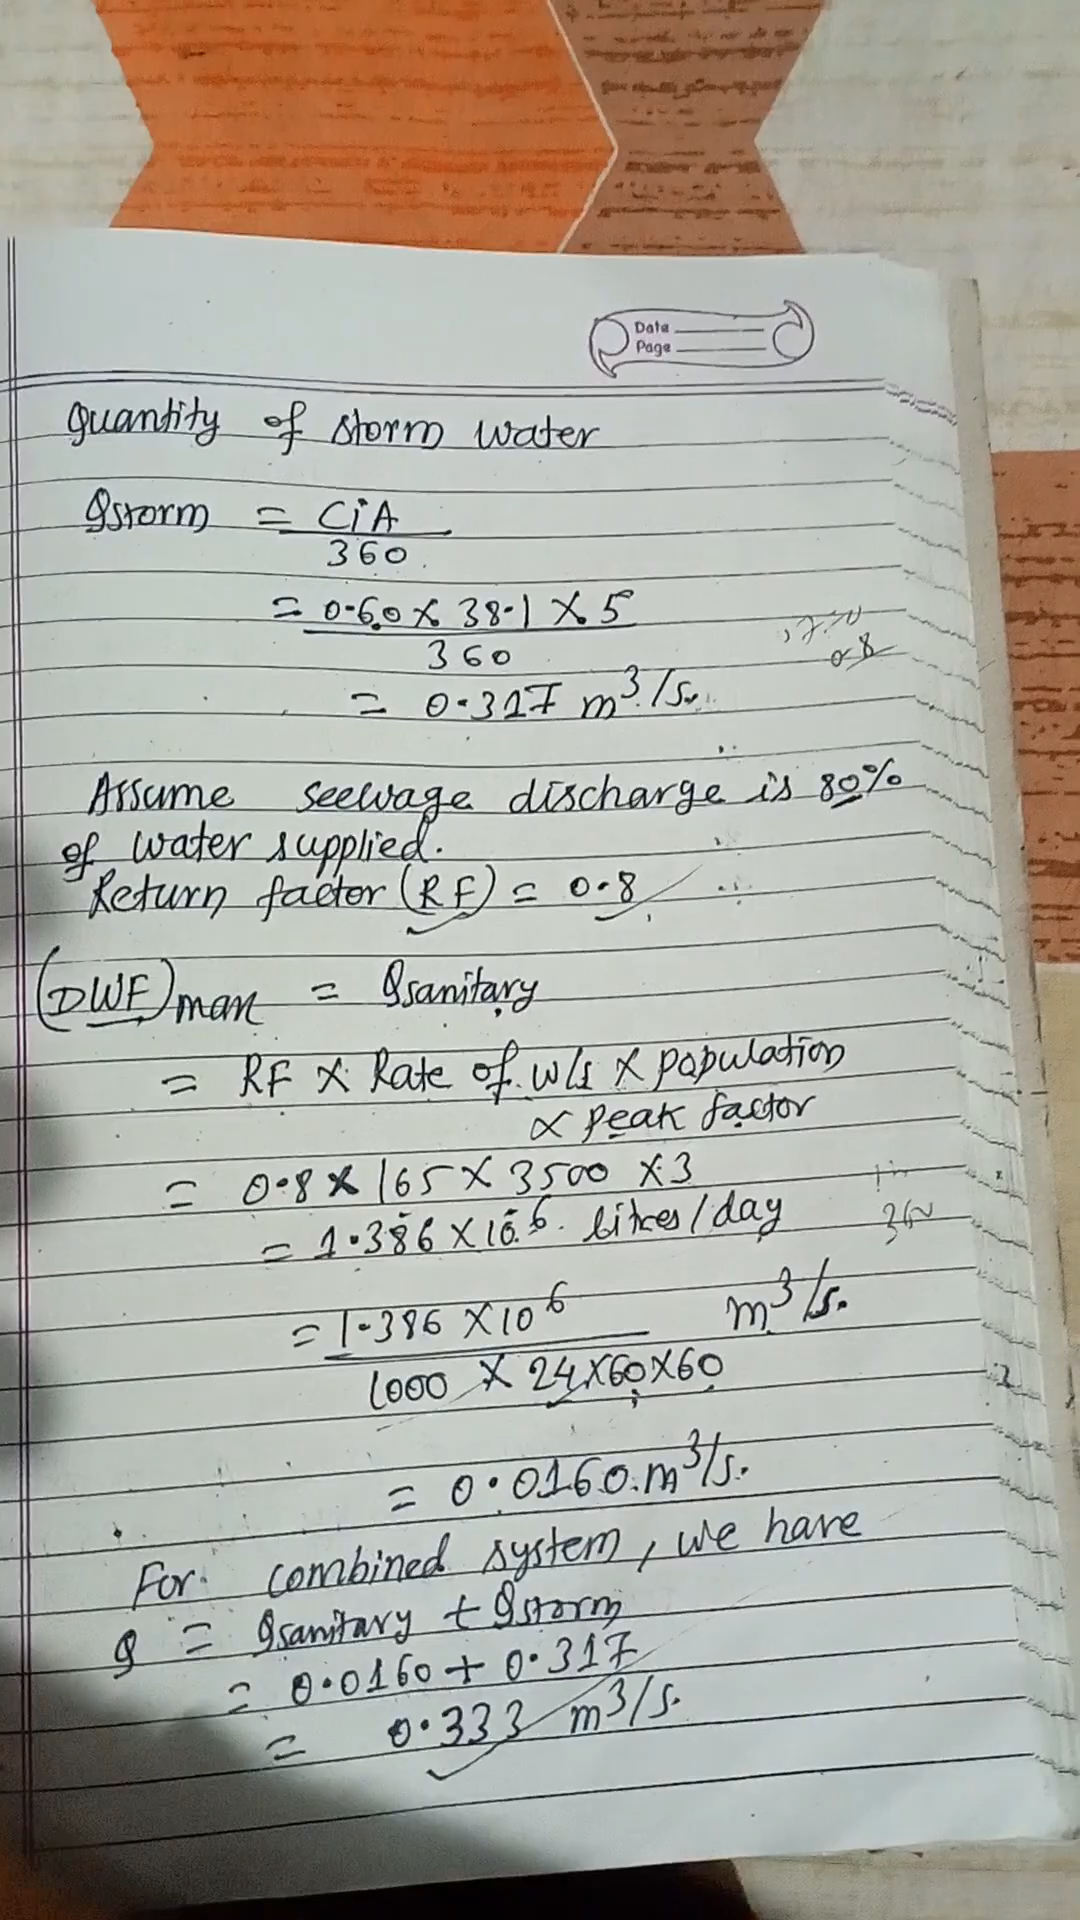 Date
Page
Quantity of storm water
Qstorm = CiA
360
= 0.60 x 38.1 x 5
360
= 0.317 m³/s.
Assume seewage discharge is 80%
of water supplied.
Return factor (RF) = 0.8
(DWF)max = Qsanitary
= RF x Rate of w/s x population
x peak factor
= 0.8 x 165 x 3500 x 3
= 1.386 x 10⁶ litres/day
= 1.386 x 10⁶ m³/s.
1000 x 24x60x60
= 0.0160 m³/s.
For combined system, we have
Q = Qsanitary + Qstorm
= 0.0160 + 0.317
= 0.333 m³/s.